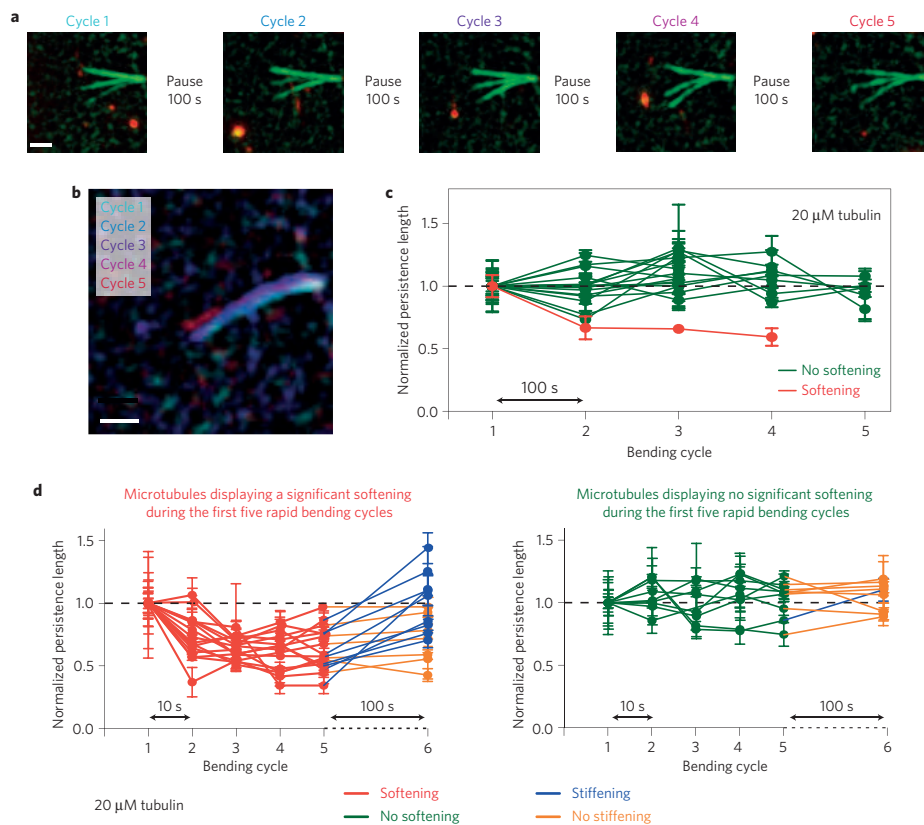 a
Cycle 1
Cycle 2
Cycle 3
Cycle 4
Cycle 5
Pause
100 s
Pause
100 s
Pause
100 s
Pause
100 s
b
Cycle 1
Cycle 2
Cycle 3
Cycle 4
Cycle 5
c
Normalized persistence length
1.5
1.0
0.5
0.0
20 μM tubulin
No softening
Softening
100 s
1 2 3 4 5
Bending cycle
d
Microtubules displaying a significant softening
during the first five rapid bending cycles
Normalized persistence length
1.5
1.0
0.5
0.0
10 s
100 s
1 2 3 4 5 6
Bending cycle
Microtubules displaying no significant softening
during the first five rapid bending cycles
Normalized persistence length
1.5
1.0
0.5
0.0
10 s
100 s
1 2 3 4 5 6
Bending cycle
20 μM tubulin
Softening
No softening
Stiffening
No stiffening